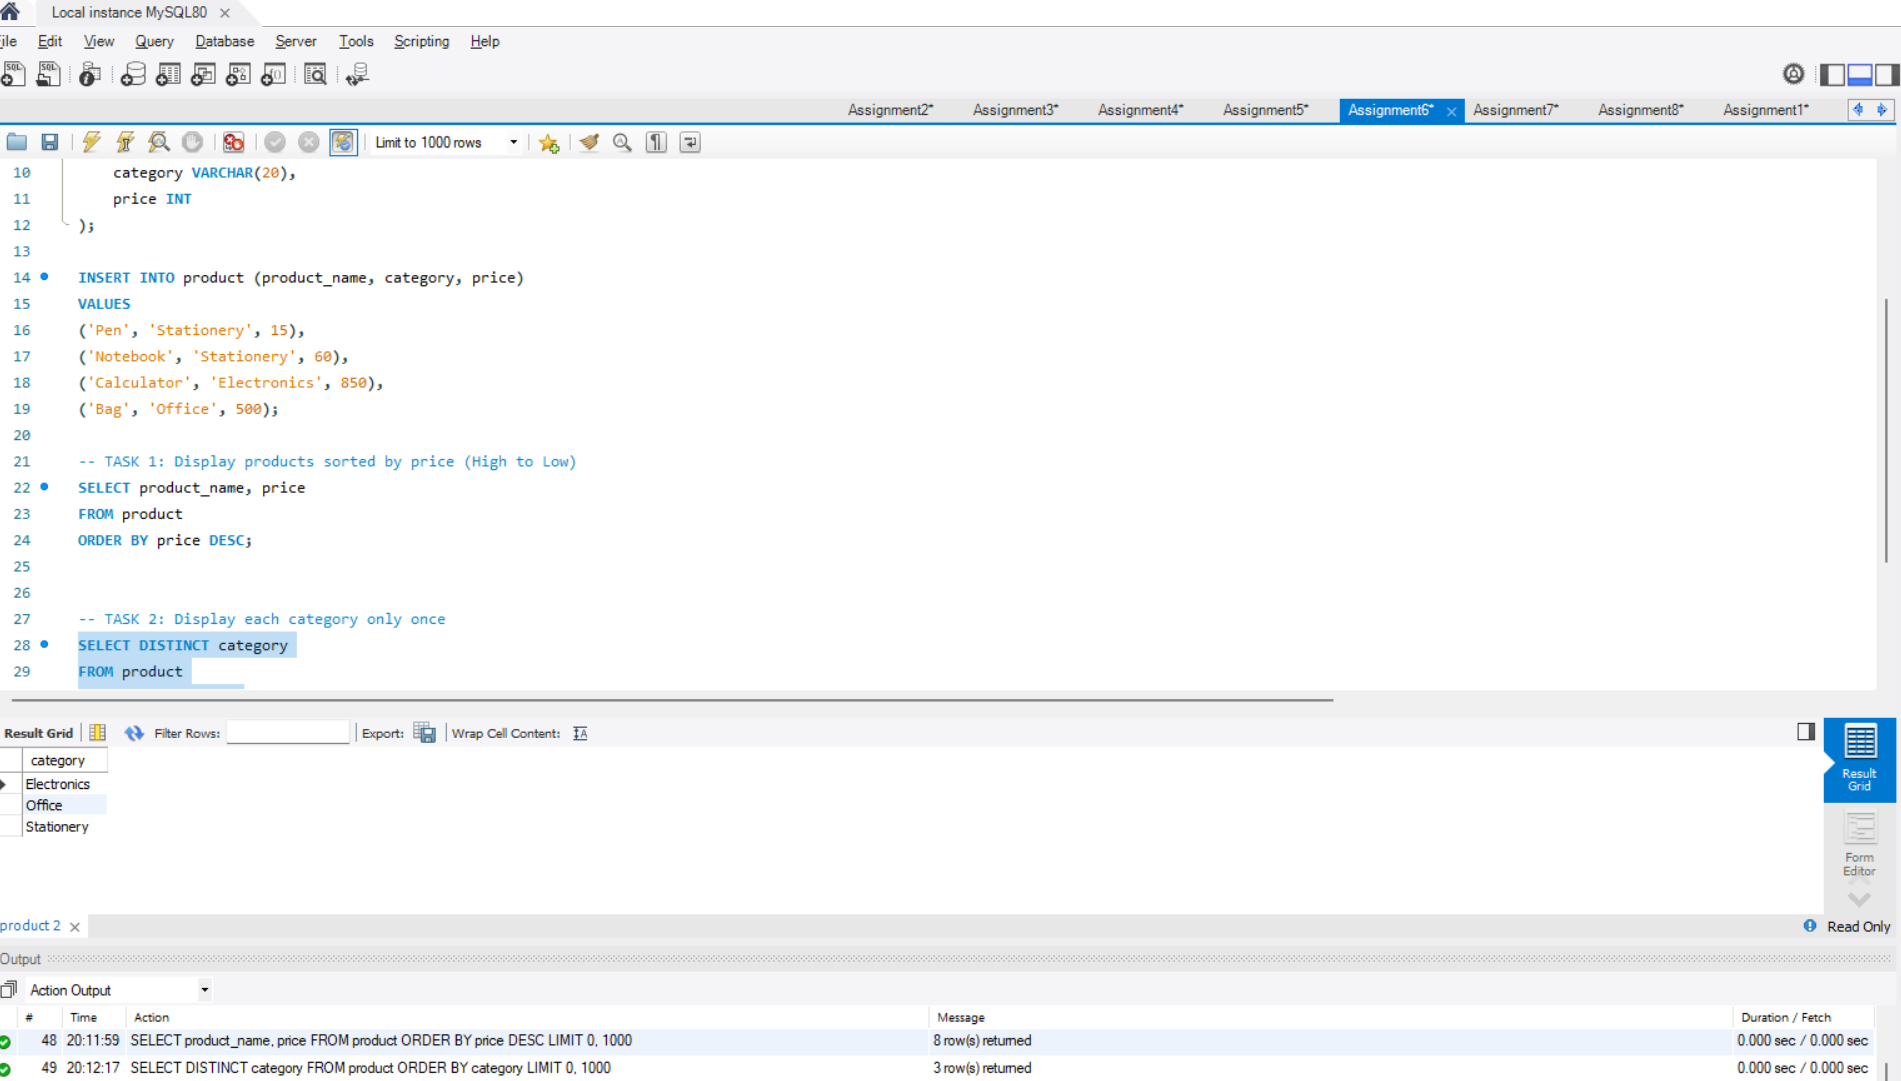 Local instance MySQL80
ile Edit View Query Database Server Tools Scripting Help
Assignment2* Assignment3* Assignment4* Assignment5* Assignment6* Assignment7* Assignment8* Assignment1*
Limit to 1000 rows
10 category VARCHAR(20),
11 price INT
12 );
13
14 INSERT INTO product (product_name, category, price)
15 VALUES
16 ('Pen', 'Stationery', 15),
17 ('Notebook', 'Stationery', 60),
18 ('Calculator', 'Electronics', 850),
19 ('Bag', 'Office', 500);
20
21 -- TASK 1: Display products sorted by price (High to Low)
22 SELECT product_name, price
23 FROM product
24 ORDER BY price DESC;
25
26
27 -- TASK 2: Display each category only once
28 SELECT DISTINCT category
29 FROM product
Result Grid Filter Rows: Export: Wrap Cell Content:
category
Electronics
Office
Stationery
Result
Grid
Form
Editor
product 2
Read Only
Output
Action Output
# Time Action Message Duration / Fetch
48 20:11:59 SELECT product_name, price FROM product ORDER BY price DESC LIMIT 0, 1000 8 row(s) returned 0.000 sec / 0.000 sec
49 20:12:17 SELECT DISTINCT category FROM product ORDER BY category LIMIT 0, 1000 3 row(s) returned 0.000 sec / 0.000 sec